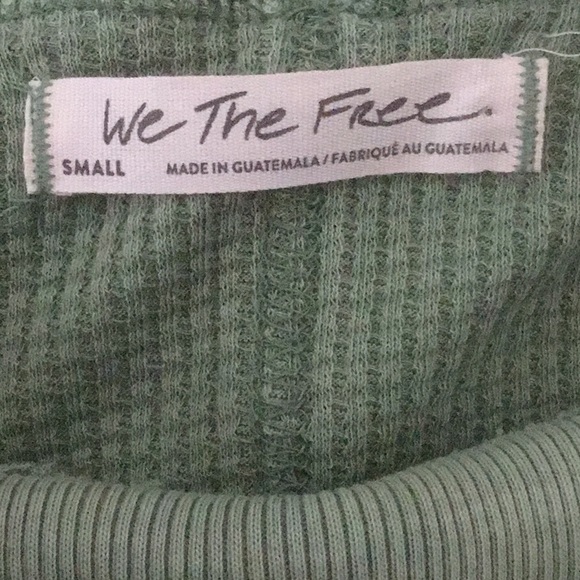 We The Free.
SMALL MADE IN GUATEMALA / FABRIQUÉ AU GUATEMALA